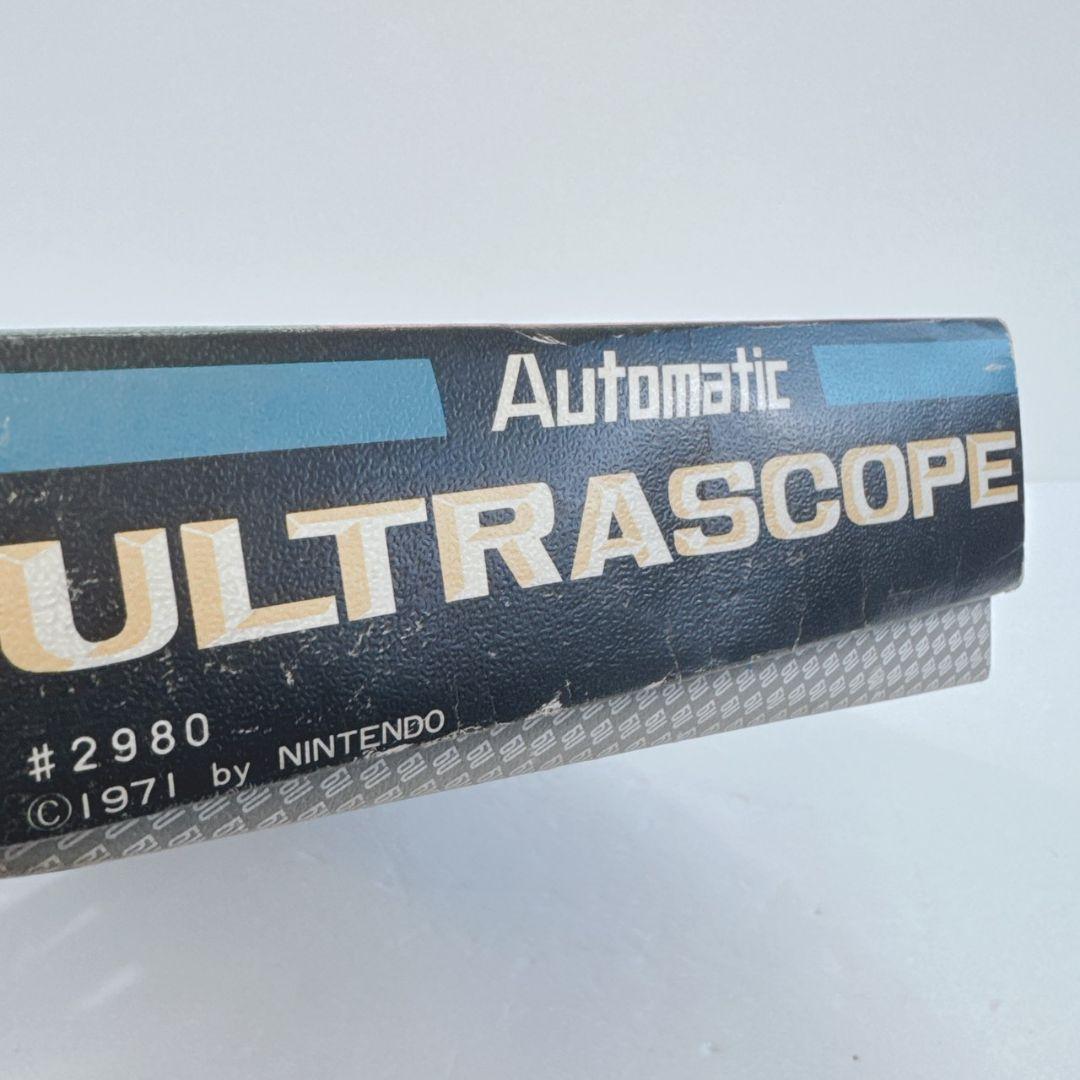 Automatic
ULTRASCOPE
#2980
©1971 by NINTENDO